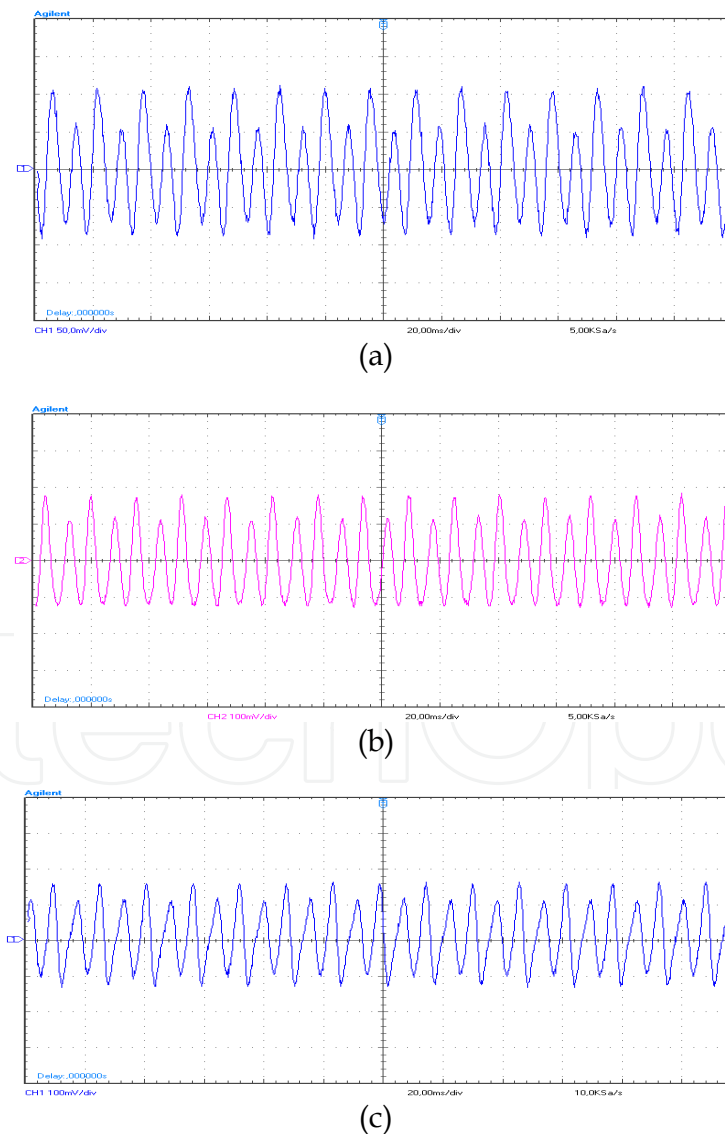 Agilent
Delay:,000000s
CH1 50,0mV/div 20,00ms/div 5,00KSa/s
(a)
Agilent
2
Delay:,000000s
CH2 100mV/div 20,00ms/div 5,00KSa/s
(b)
Agilent
Delay:,000000s
CH1 100mV/div 20,00ms/div 10,0KSa/s
(c)